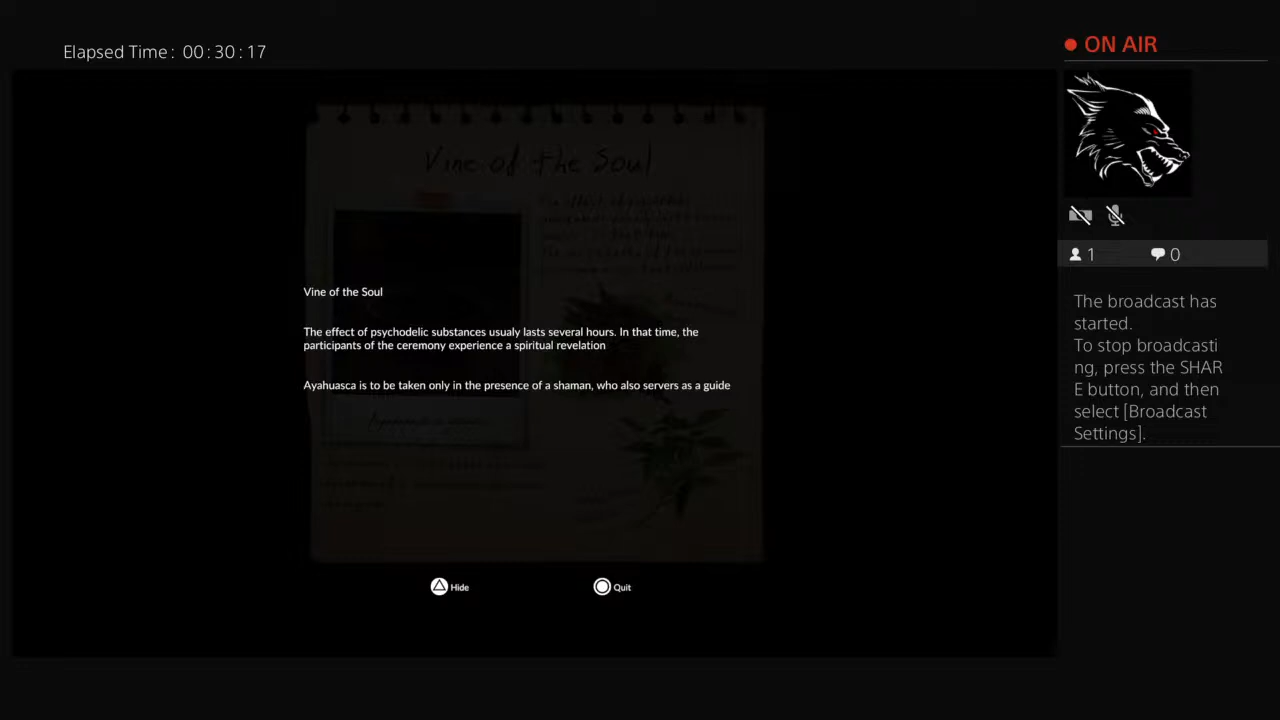 Elapsed Time: 00:30:17
ON AIR
1
0
Vine of the Soul
Vine of the Soul
The effect of psychodelic substances usualy lasts several hours. In that time, the
participants of the ceremony experience a spiritual revelation
Ayahuasca is to be taken only in the presence of a shaman, who also servers as a guide
Hide
Quit
The broadcast has
started.
To stop broadcasti
ng, press the SHAR
E button, and then
select [Broadcast
Settings].